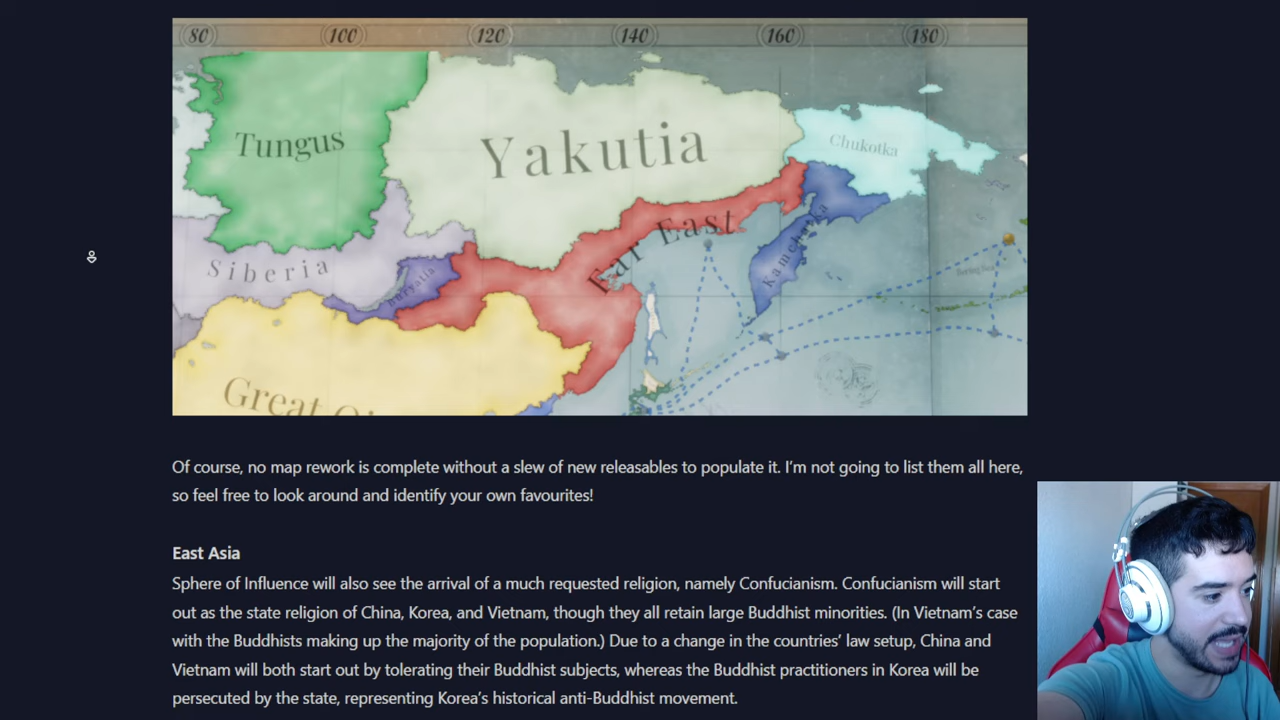 80 100 120 140 160 180
Tungus
Yakutia
Chukotka
Far East
Kamchatka
Siberia
Buryatia
Bering Sea
Great
Of course, no map rework is complete without a slew of new releasables to populate it. I’m not going to list them all here,
so feel free to look around and identify your own favourites!
East Asia
Sphere of Influence will also see the arrival of a much requested religion, namely Confucianism. Confucianism will start
out as the state religion of China, Korea, and Vietnam, though they all retain large Buddhist minorities. (In Vietnam’s case
with the Buddhists making up the majority of the population.) Due to a change in the countries’ law setup, China and
Vietnam will both start out by tolerating their Buddhist subjects, whereas the Buddhist practitioners in Korea will be
persecuted by the state, representing Korea’s historical anti-Buddhist movement.